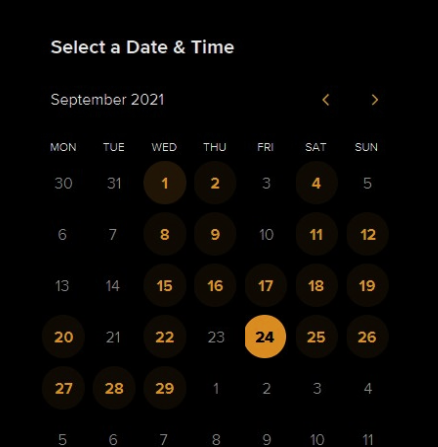 Select a Date & Time
September 2021
MON TUE WED THU FRI SAT SUN
30 31 1 2 3 4 5
6 7 8 9 10 11 12
13 14 15 16 17 18 19
20 21 22 23 24 25 26
27 28 29 1 2 3 4
5 6 7 8 9 10 11